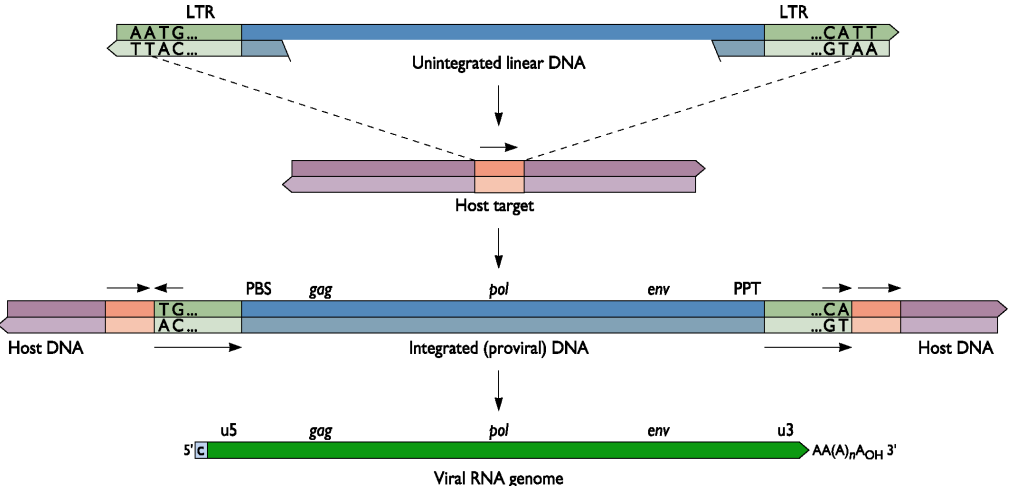 LTR LTR
AATG... ...CATT
TTAC... ...GTAA
Unintegrated linear DNA
Host target
PBS gag pol env PPT
TG... ...CA
AC... ...GT
Host DNA Integrated (proviral) DNA Host DNA
u5 gag pol env u3
5' c AA(A)nAOH 3'
Viral RNA genome